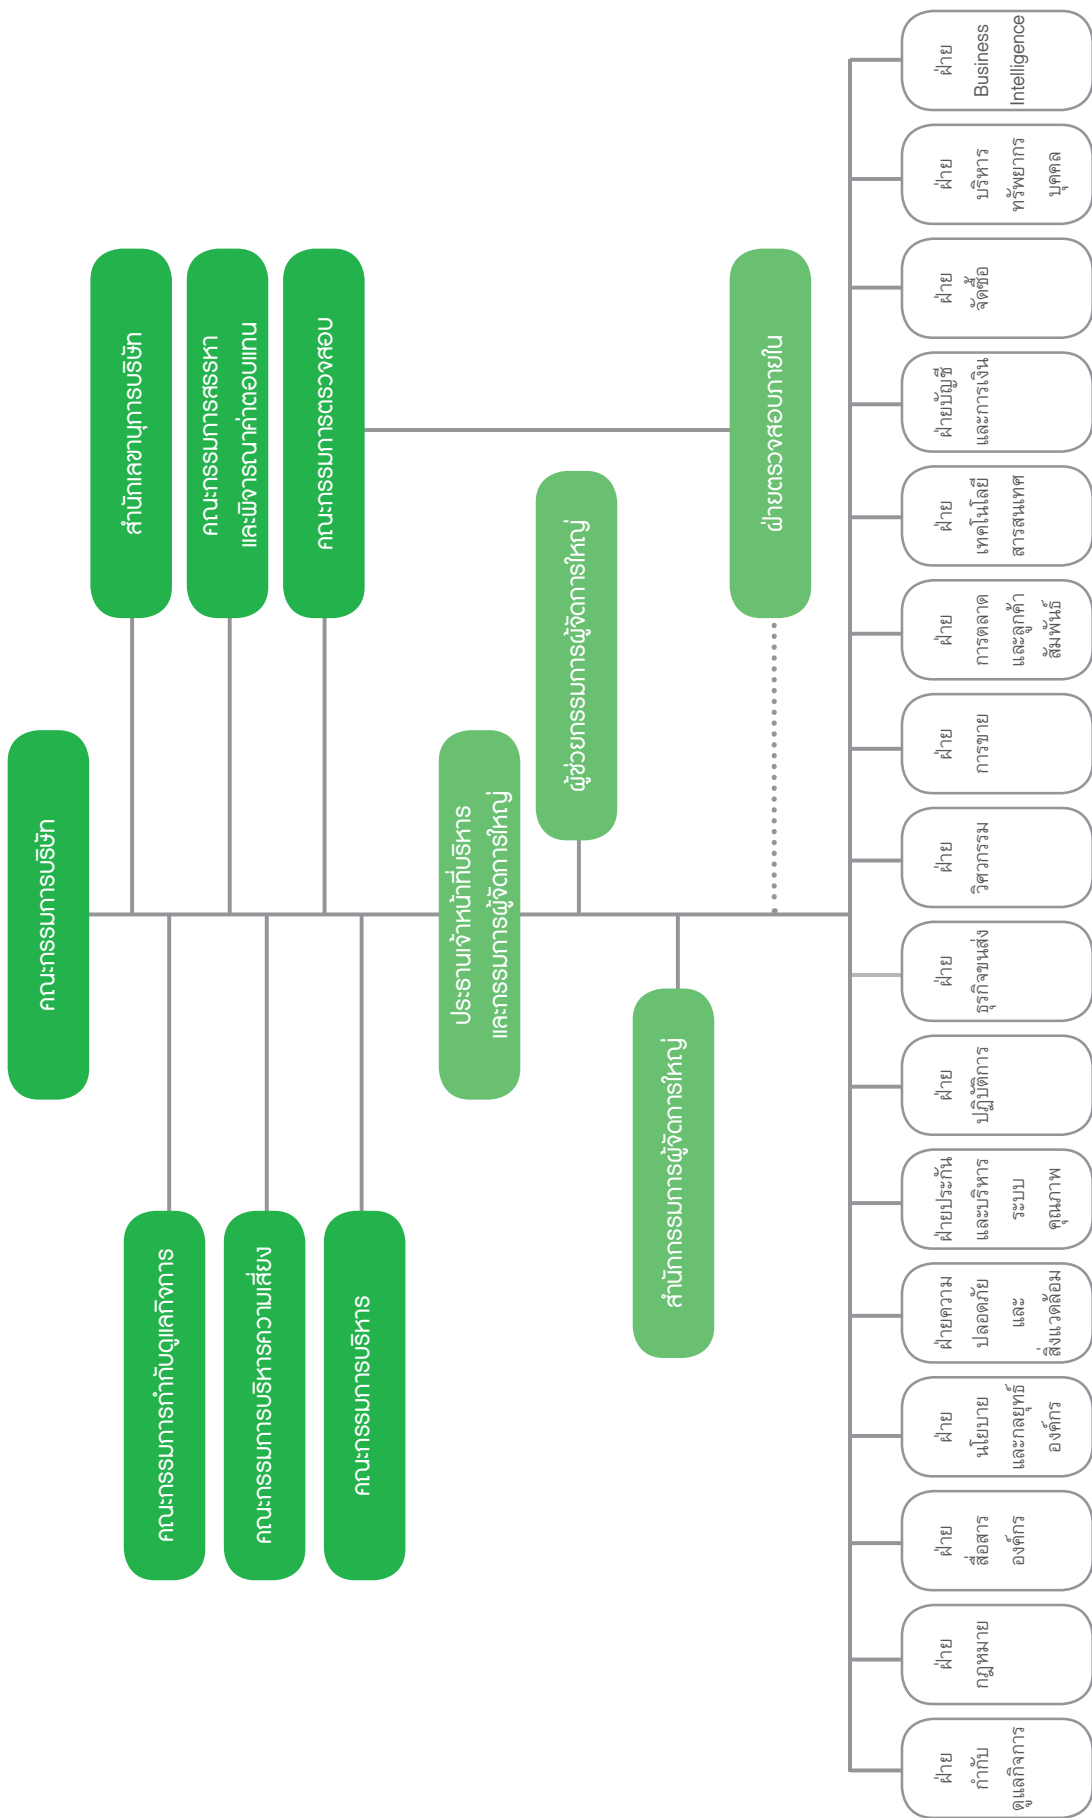 คณะกรรมการบริษัท
สำนักเลขานุการบริษัท
คณะกรรมการกำกับดูแลกิจการ
คณะกรรมการสรรหา
และพิจารณาค่าตอบแทน
คณะกรรมการบริหารความเสี่ยง
คณะกรรมการตรวจสอบ
คณะกรรมการบริหาร
ประธานเจ้าหน้าที่บริหาร
และกรรมการผู้จัดการใหญ่
ผู้ช่วยกรรมการผู้จัดการใหญ่
สำนักกรรมการผู้จัดการใหญ่
ฝ่ายตรวจสอบภายใน
ฝ่าย
กำกับ
ดูแลกิจการ
ฝ่าย
กฎหมาย
ฝ่าย
สื่อสาร
องค์กร
ฝ่าย
นโยบาย
และกลยุทธ์
องค์กร
ฝ่ายความ
ปลอดภัย
และ
สิ่งแวดล้อม
ฝ่ายประกัน
และบริหาร
ระบบ
คุณภาพ
ฝ่าย
ปฏิบัติการ
ฝ่าย
ธุรกิจขนส่ง
ฝ่าย
วิศวกรรม
ฝ่าย
การขาย
ฝ่าย
การตลาด
และลูกค้า
สัมพันธ์
ฝ่าย
เทคโนโลยี
สารสนเทศ
ฝ่ายบัญชี
และการเงิน
ฝ่าย
จัดซื้อ
ฝ่าย
บริหาร
ทรัพยากร
บุคคล
ฝ่าย
Business
Intelligence